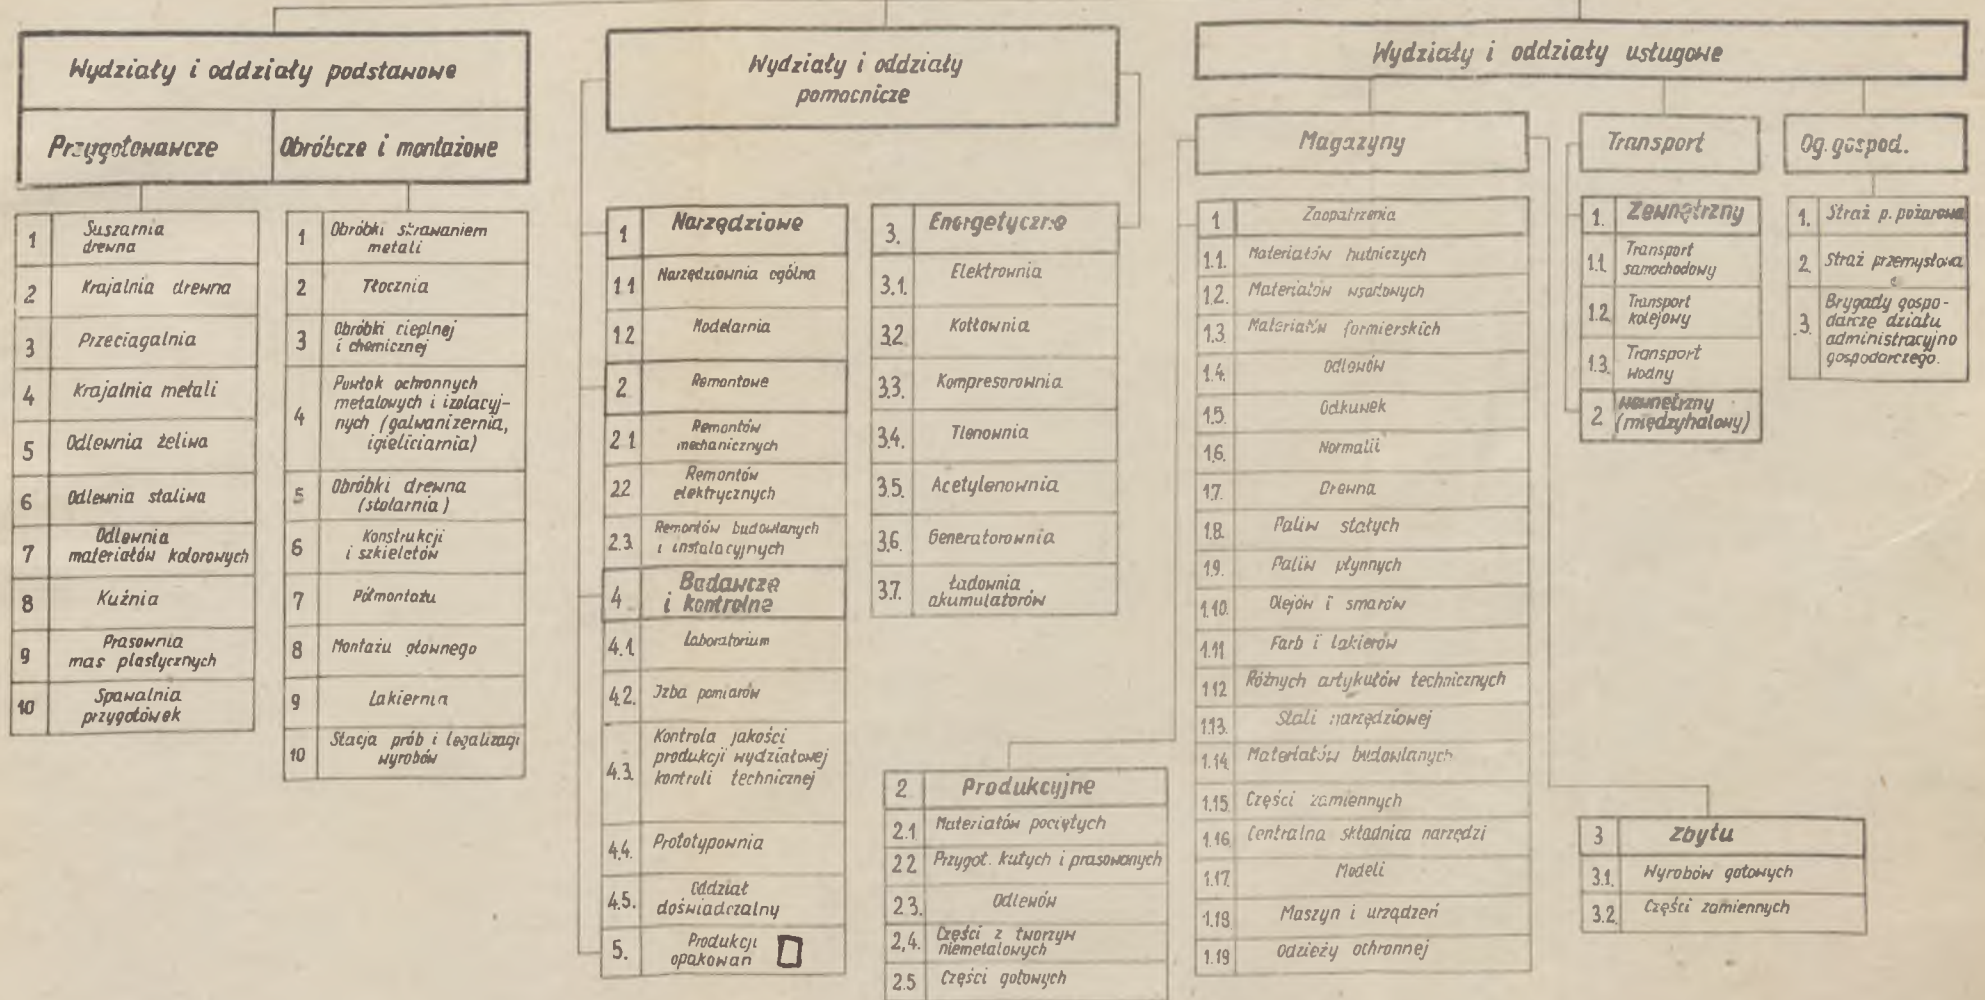 Wydziały i oddziały podstawowe
Przygotowawcze
Obróbcze i montażowe
1 Suszarnia
drewna
2 Krajalnia drewna
3 Przeciągalnia
4 Krajalnia metali
5 Odlewnia żeliwa
6 Odlewnia staliwa
7 Odlewnia
materiałów kolorowych
8 Kuźnia
9 Prasownia
mas plastycznych
10 Spawalnia
przygotówek
1 Obróbki skrawaniem
metali
2 Tłocznia
3 Obróbki cieplnej
i chemicznej
4 Powłok ochronnych
metalowych i izolacyj-
nych (galwanizernia,
igieliciarnia)
5 Obróbki drewna
(stolarnia)
6 Konstrukcji
i szkieletów
7 Półmontażu
8 Montażu głownego
9 Lakiernia
10 Stacja prób i legalizacji
wyrobów
Wydziały i oddziały
pomocnicze
1 Narzędziowe
1.1 Narzędziownia ogólna
1.2 Modelarnia
2. Remontowe
2.1 Remontów
mechanicznych
2.2 Remontów
elektrycznych
2.3. Remontów budowlanych
i instalacyjnych
4 Badawcze
i kontrolne
4.1. Laboratorium
4.2. Izba pomiarów
4.3. Kontrola jakości
produkcji wydziałowej
kontroli technicznej
4.4. Prototypownia
4.5. Oddział
doświadczalny
5. Produkcji
opakowan
3. Energetyczne
3.1. Elektrownia
3.2. Kotłownia
3.3. Kompresorownia
3.4. Tlenownia
3.5. Acetylenownia
3.6. Generatorownia
3.7. Ładownia
akumulatorów
Wydziały i oddziały usługowe
Magazyny
1 Zaopatrzenia
1.1. Materiałów hutniczych
1.2. Materiałów wsadowych
1.3. Materiałów formierskich
1.4. Odlewów
1.5. Odkuwek
1.6. Normalii
1.7. Drewna
1.8. Paliw stałych
1.9. Paliw płynnych
1.10. Olejów i smarów
1.11 Farb i lakierów
1.12 Różnych artykułów technicznych
1.13. Stali narzędziowej
1.14. Materiałów budowlanych
1.15. Części zamiennych
1.16. Centralna składnica narzędzi
1.17. Modeli
1.18. Maszyn i urządzeń
1.19 Odzieży ochronnej
2 Produkcyjne
2.1 Materiałów pociętych
2.2 Przygot. kutych i prasowanych
2.3. Odlewów
2.4. Części z tworzyw
niemetalowych
2.5 Części gotowych
3 Zbytu
3.1. Wyrobów gotowych
3.2. Części zamiennych
Transport
1. Zewnętrzny
1.1. Transport
samochodowy
1.2. Transport
kolejowy
1.3. Transport
wodny
2 Wewnetrzny
(międzyhalowy)
Og. gospod.
1. Straż p. pożarowa
2. Straż przemysłowa
3. Brygady gospo-
darcze działu
administracyjno
gospodarczego.